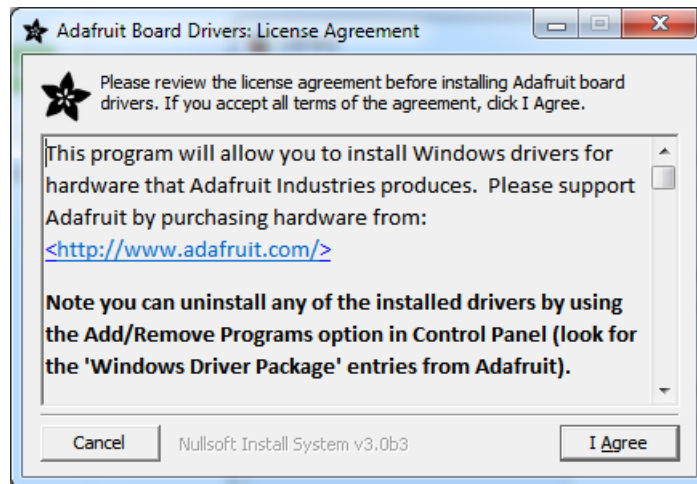 Adafruit Board Drivers: License Agreement
Please review the license agreement before installing Adafruit board
drivers. If you accept all terms of the agreement, click I Agree.
This program will allow you to install Windows drivers for
hardware that Adafruit Industries produces.  Please support
Adafruit by purchasing hardware from:
<http://www.adafruit.com/>
Note you can uninstall any of the installed drivers by using
the Add/Remove Programs option in Control Panel (look for
the 'Windows Driver Package' entries from Adafruit).
Cancel
Nullsoft Install System v3.0b3
I Agree